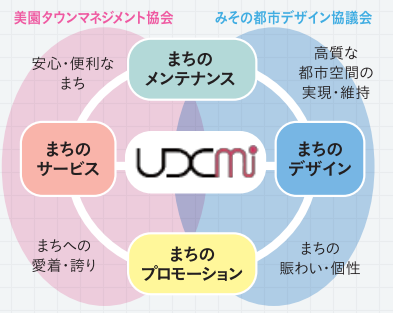 美園タウンマネジメント協会
みその都市デザイン協議会
まちの
メンテナンス
安心・便利な
まち
高質な
都市空間の
実現・維持
まちの
サービス
UDCmi
まちの
デザイン
まちへの
愛着・誇り
まちの
プロモーション
まちの
賑わい・個性